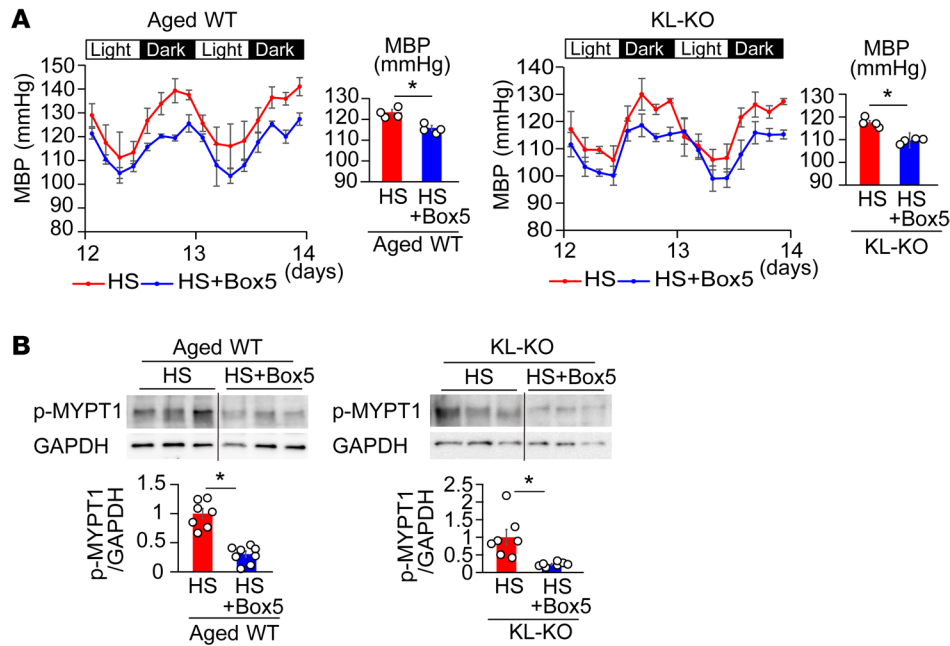 A
Aged WT
Light Dark Light Dark
MBP (mmHg)
150
140
130
120
110
100
90
80
12 13 14
(days)
HS HS+Box5
MBP
(mmHg)
*
130
120
110
100
90
HS HS
+Box5
Aged WT
KL-KO
Light Dark Light Dark
MBP (mmHg)
140
130
120
110
100
90
80
12 13 14
(days)
HS HS+Box5
MBP
(mmHg)
*
130
120
110
100
90
HS HS
+Box5
KL-KO
B
Aged WT
HS HS+Box5
p-MYPT1
GAPDH
p-MYPT1
/GAPDH
1.5
1
0.5
0
*
HS HS
+Box5
Aged WT
KL-KO
HS HS+Box5
p-MYPT1
GAPDH
p-MYPT1
/GAPDH
2.5
2
1.5
1
0.5
0
*
HS HS
+Box5
KL-KO